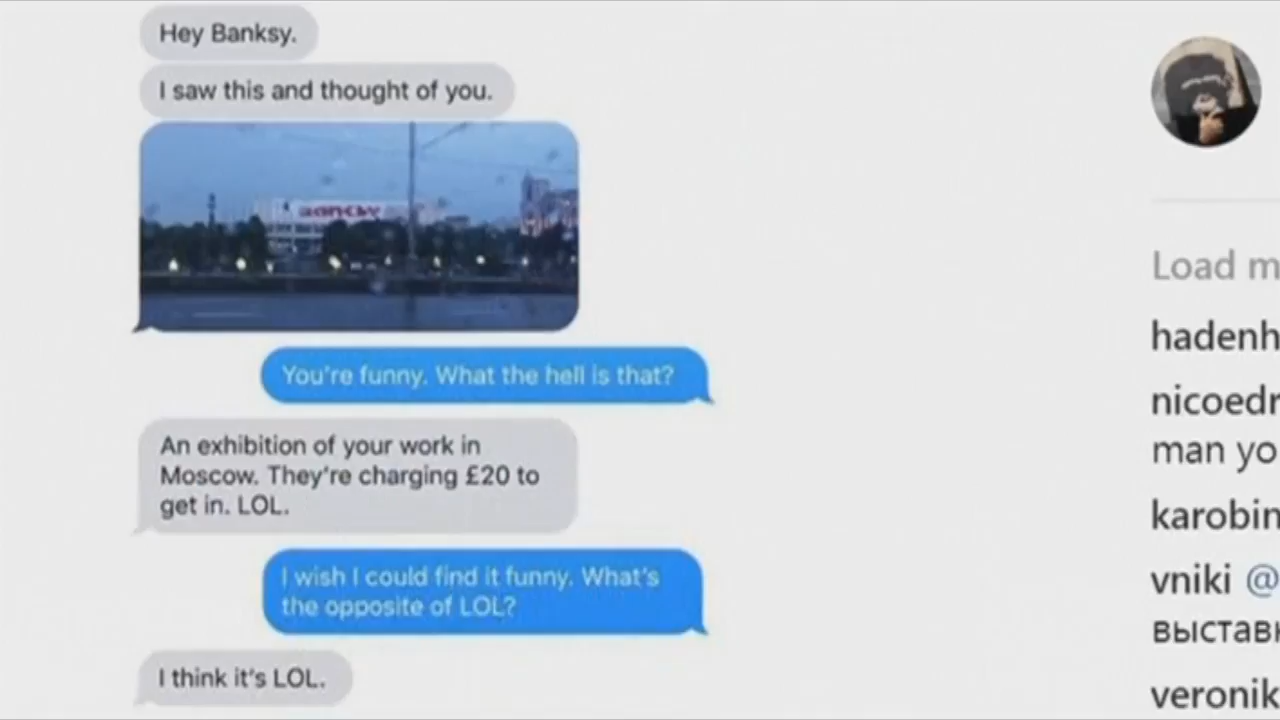 Hey Banksy.
I saw this and thought of you.
BANKSY
You're funny. What the hell is that?
An exhibition of your work in
Moscow. They're charging £20 to
get in. LOL.
I wish I could find it funny. What's
the opposite of LOL?
I think it's LOL.
Load m
hadenh
nicoedr
man yo
karobin
vniki @
выстав
veronik